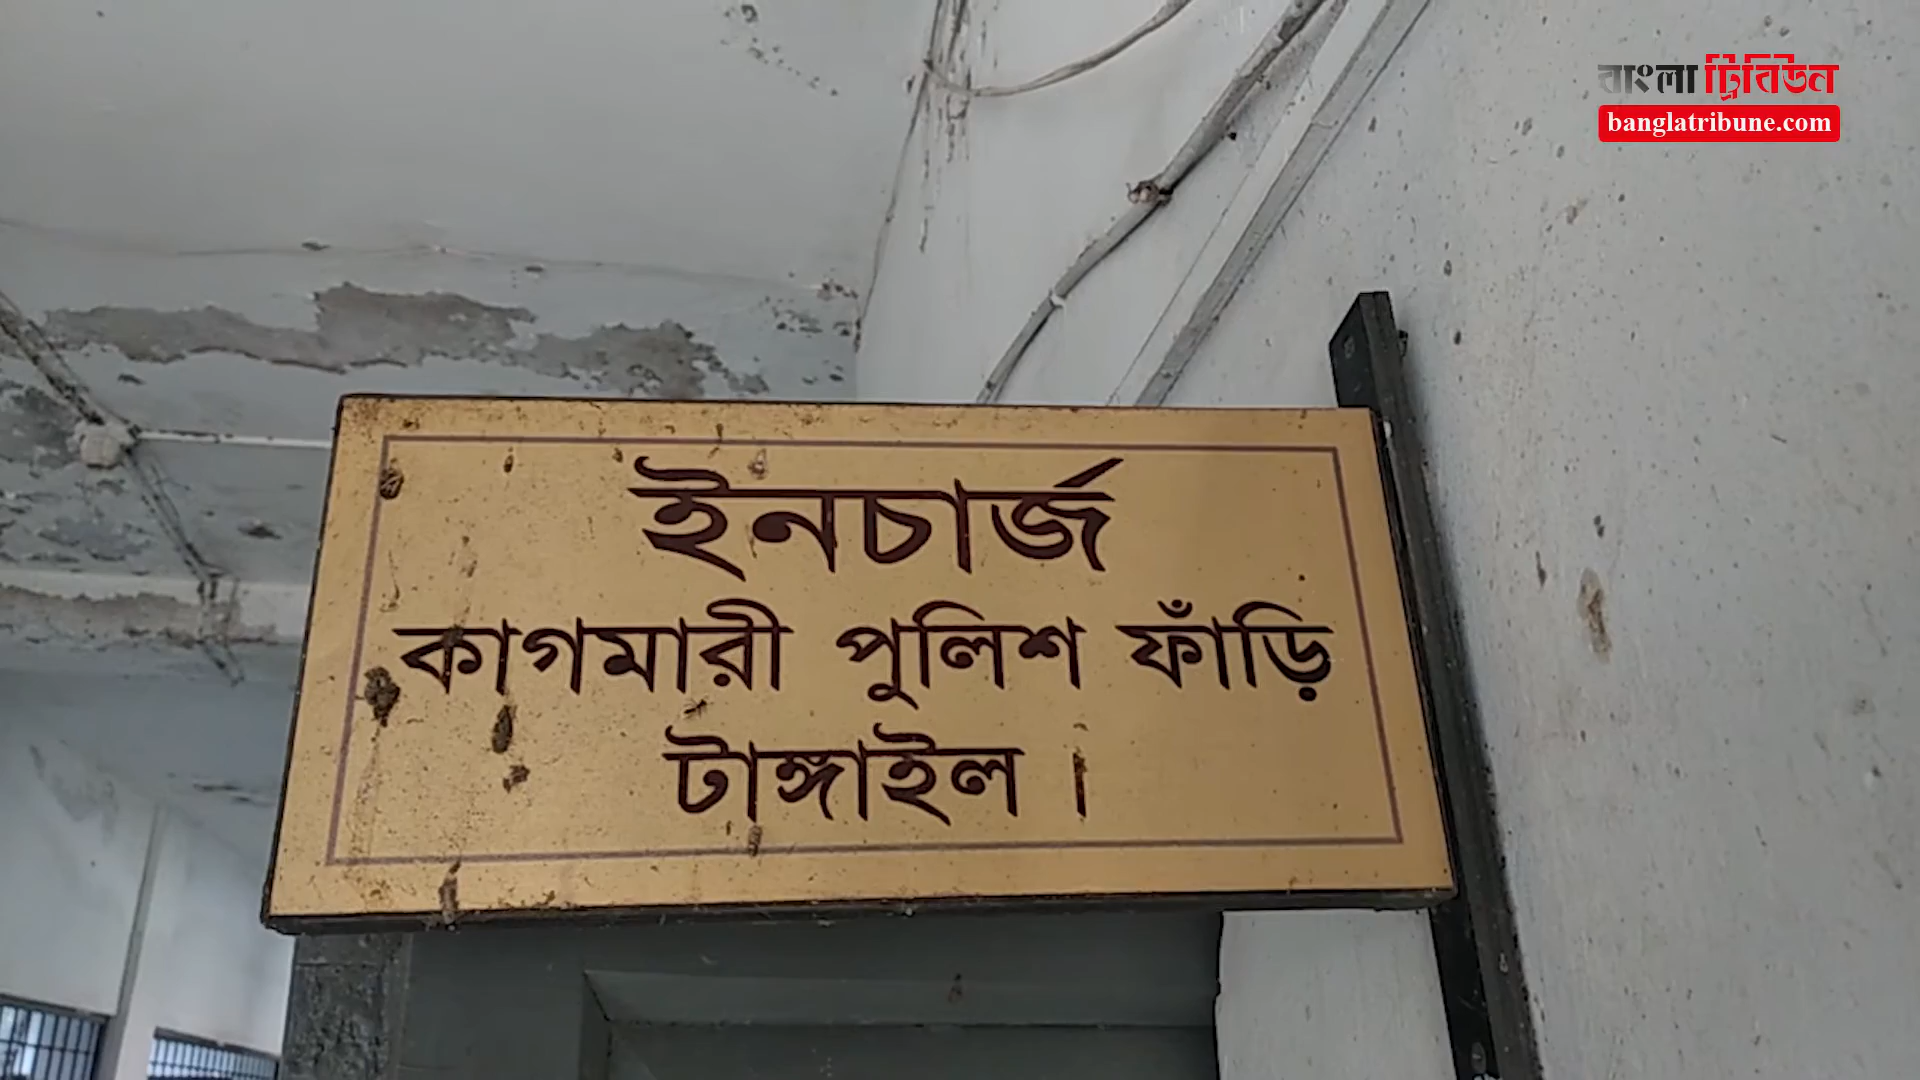 বাংলা ট্রিবিউন
banglatribune.com
ইনচার্জ
কাগমারী পুলিশ ফাঁড়ি
টাঙ্গাইল ।